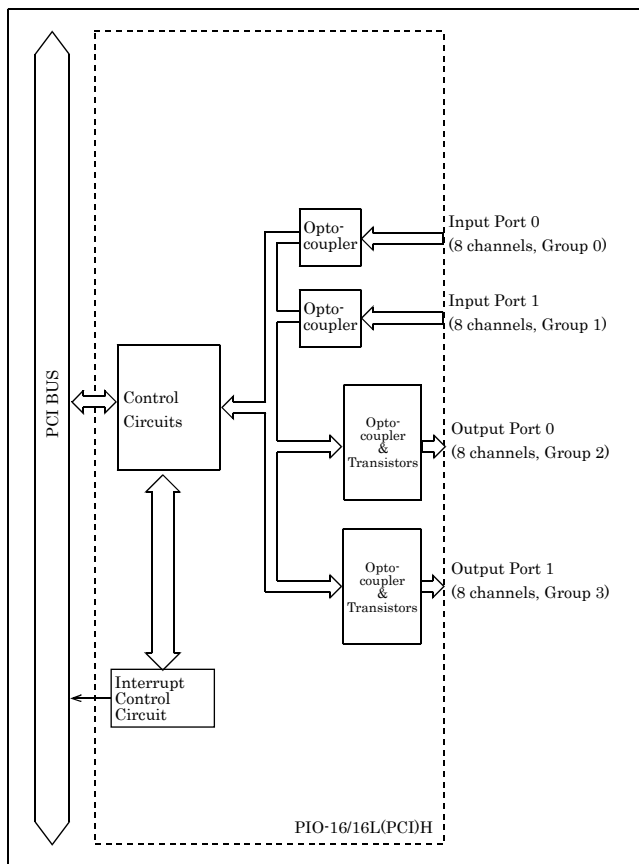 Opto-
coupler
Input Port 0
(8 channels, Group 0)
Opto-
coupler
Input Port 1
(8 channels, Group 1)
PCI BUS
Control
Circuits
Opto-
coupler
&
Transistors
Output Port 0
(8 channels, Group 2)
Opto-
coupler
&
Transistors
Output Port 1
(8 channels, Group 3)
Interrupt
Control
Circuit
PIO-16/16L(PCI)H